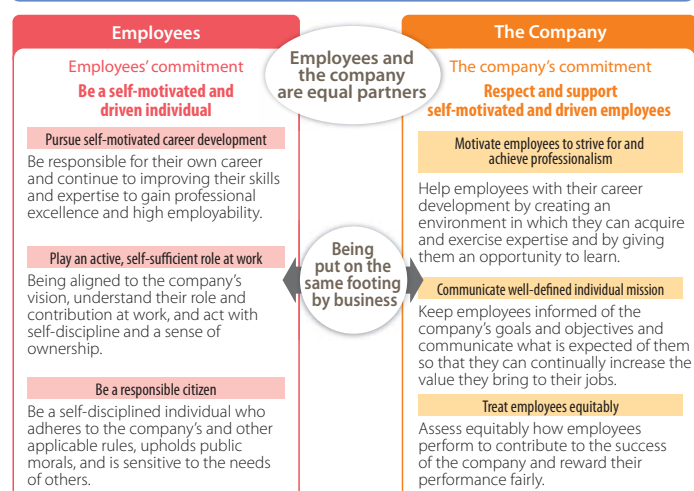 Employees
Employees' commitment
Be a self-motivated and
driven individual
Pursue self-motivated career development
Be responsible for their own career
and continue to improving their skills
and expertise to gain professional
excellence and high employability.
Play an active, self-sufficient role at work
Being aligned to the company's
vision, understand their role and
contribution at work, and act with
self-discipline and a sense of
ownership.
Be a responsible citizen
Be a self-disciplined individual who
adheres to the company's and other
applicable rules, upholds public
morals, and is sensitive to the needs
of others.
Employees and
the company
are equal partners
Being
put on the
same footing
by business
The Company
The company's commitment
Respect and support
self-motivated and driven employees
Motivate employees to strive for and
achieve professionalism
Help employees with their career
development by creating an
environment in which they can acquire
and exercise expertise and by giving
them an opportunity to learn.
Communicate well-defined individual mission
Keep employees informed of the
company's goals and objectives and
communicate what is expected of them
so that they can continually increase the
value they bring to their jobs.
Treat employees equitably
Assess equitably how employees
perform to contribute to the success
of the company and reward their
performance fairly.